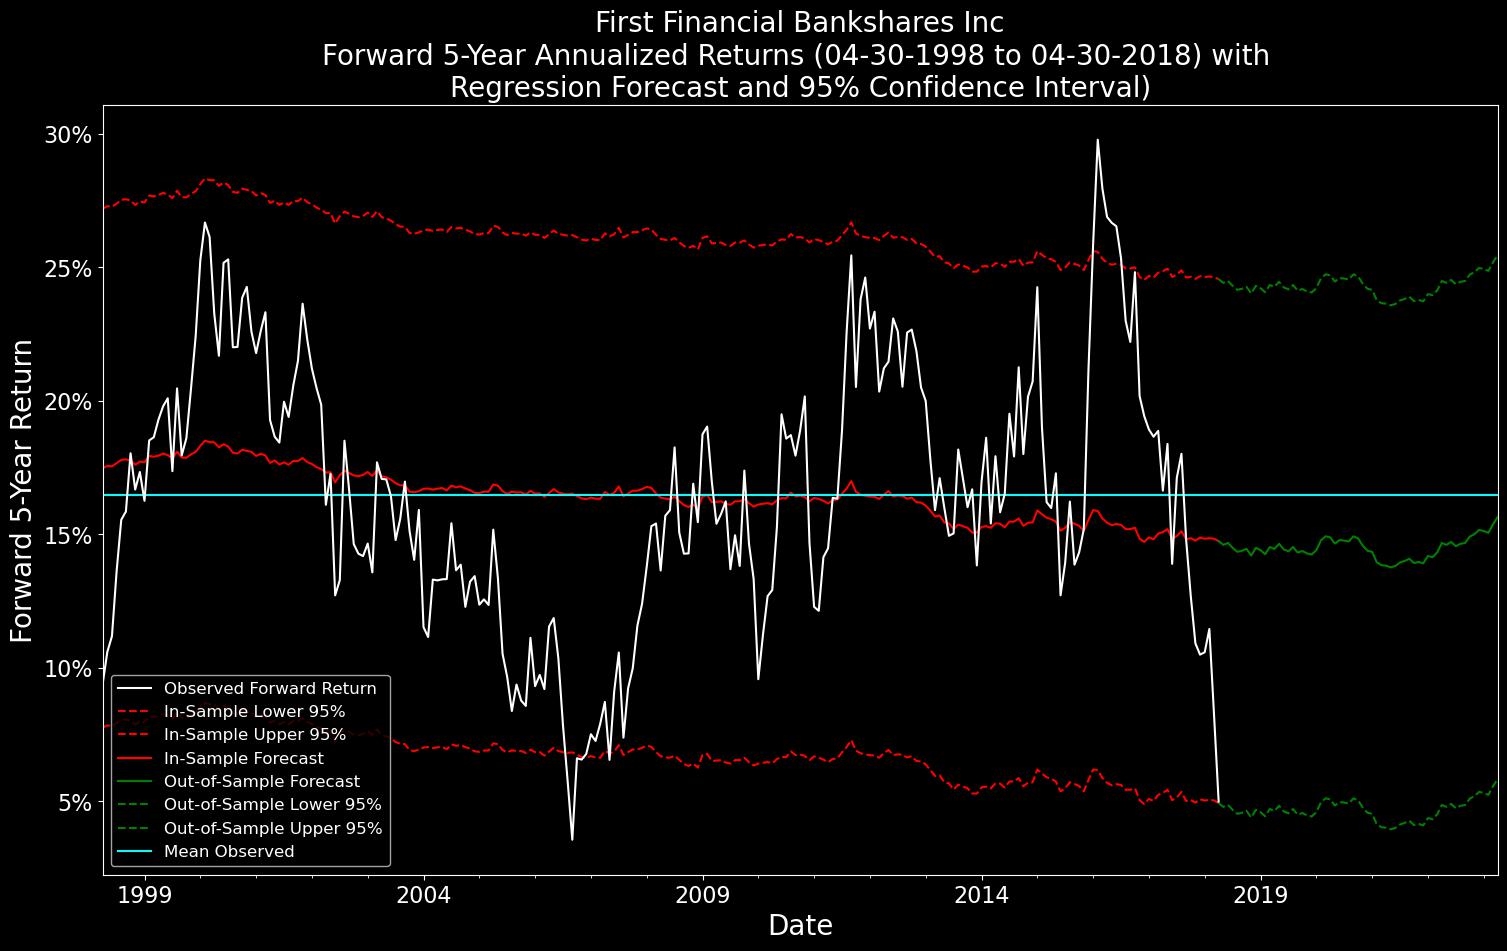 First Financial Bankshares Inc
Forward 5-Year Annualized Returns (04-30-1998 to 04-30-2018) with
Regression Forecast and 95% Confidence Interval)
30%
25%
20%
15%
10%
5%
Forward 5-Year Return
Observed Forward Return
In-Sample Lower 95%
In-Sample Upper 95%
In-Sample Forecast
Out-of-Sample Forecast
Out-of-Sample Lower 95%
Out-of-Sample Upper 95%
Mean Observed
1999 2004 2009 2014 2019
Date